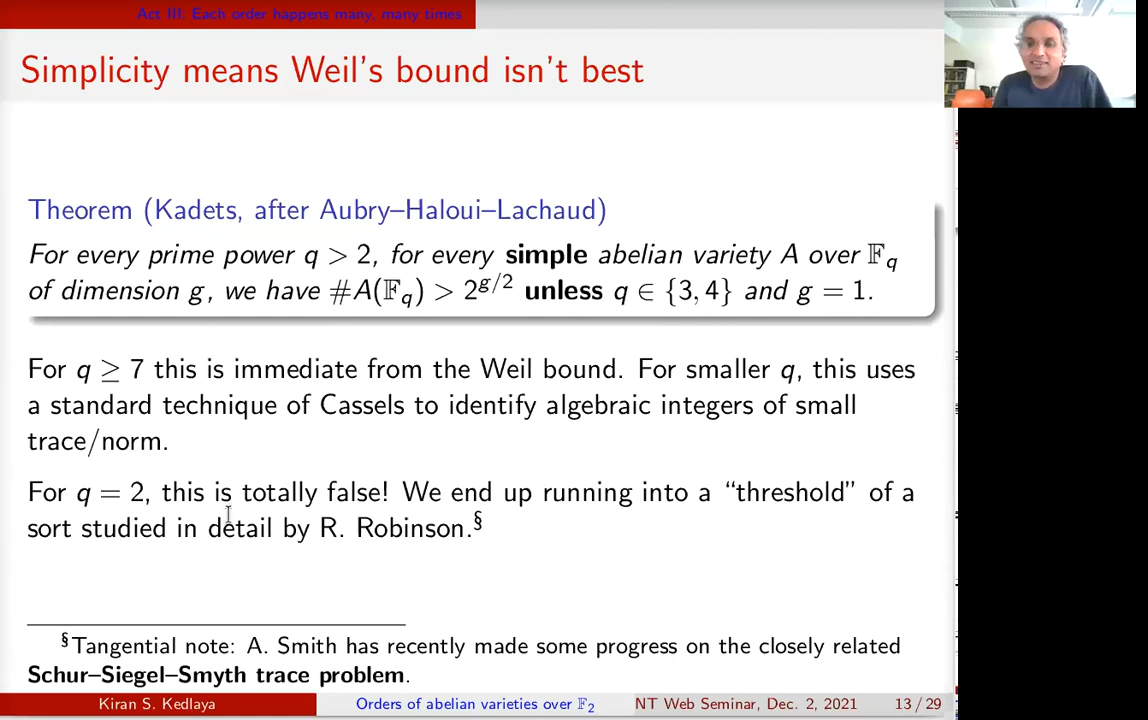 Act III: Each order happens many, many times
Simplicity means Weil's bound isn't best
Theorem (Kadets, after Aubry–Haloui–Lachaud)
For every prime power q > 2, for every simple abelian variety A over 𝔽_q
of dimension g, we have #A(𝔽_q) > 2^{g/2} unless q ∈ {3, 4} and g = 1.
For q ≥ 7 this is immediate from the Weil bound. For smaller q, this uses
a standard technique of Cassels to identify algebraic integers of small
trace/norm.
For q = 2, this is totally false! We end up running into a “threshold” of a
sort studied in detail by R. Robinson.§
§Tangential note: A. Smith has recently made some progress on the closely related
Schur–Siegel–Smyth trace problem.
Kiran S. Kedlaya Orders of abelian varieties over 𝔽₂ NT Web Seminar, Dec. 2, 2021 13 / 29